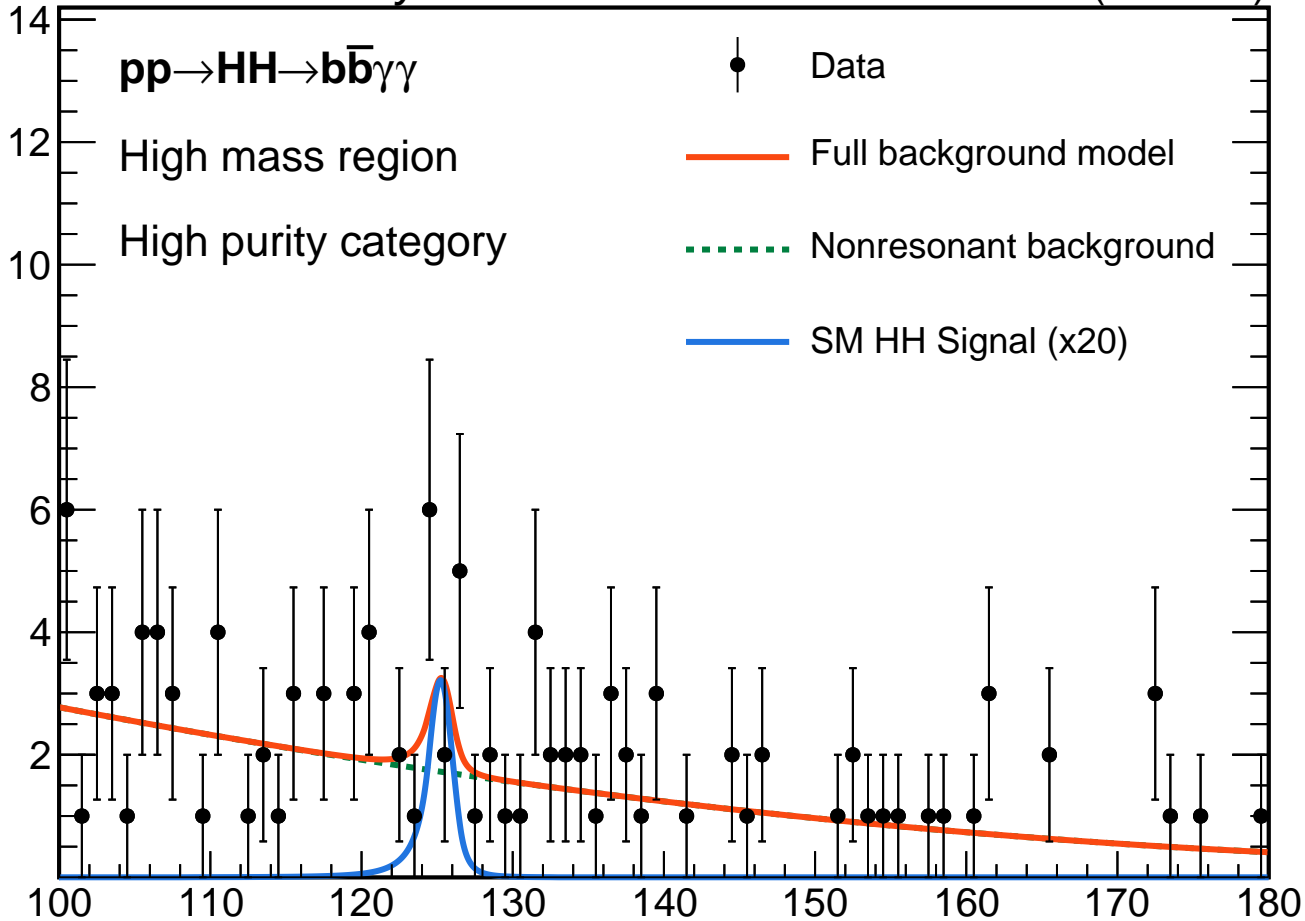 pp→HH→bb̅γγ
High mass region
High purity category
Data
Full background model
Nonresonant background
SM HH Signal (x20)
14
12
10
8
6
4
2
0
100 110 120 130 140 150 160 170 180